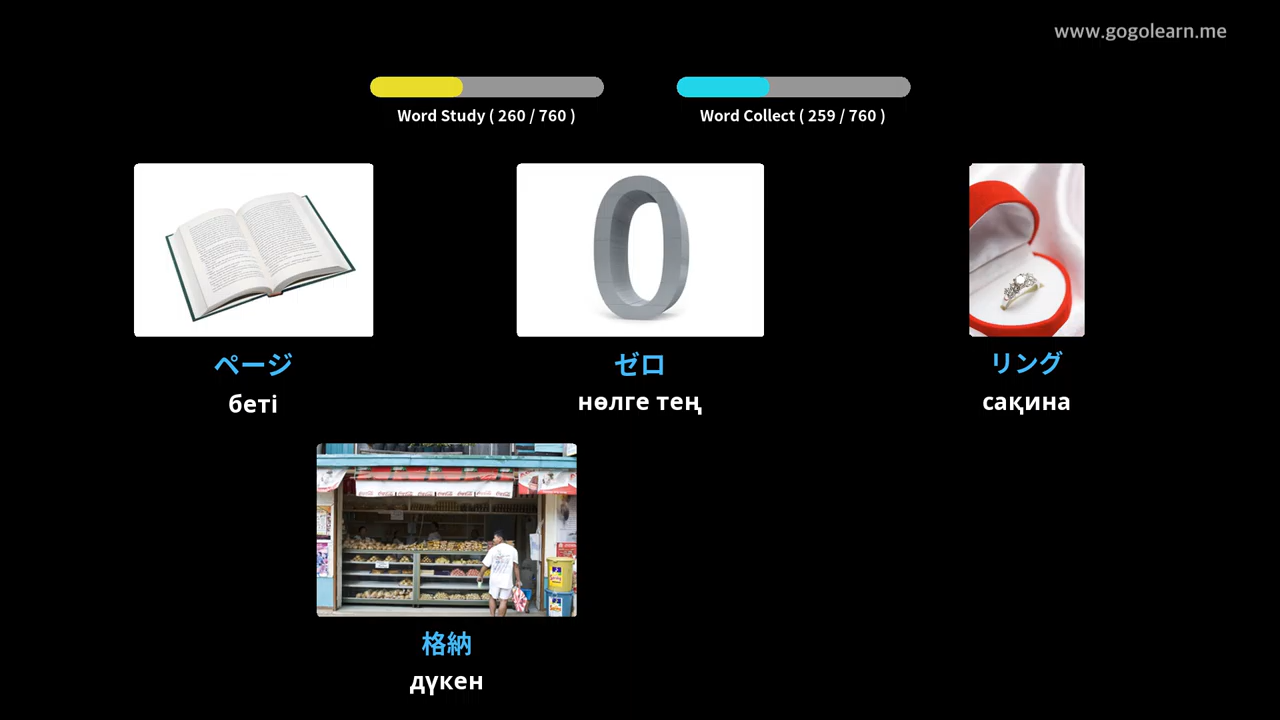 www.gogolearn.me
Word Study ( 260 / 760 )
Word Collect ( 259 / 760 )
ページ
беті
ゼロ
нөлге тең
リング
сақина
格納
дүкен